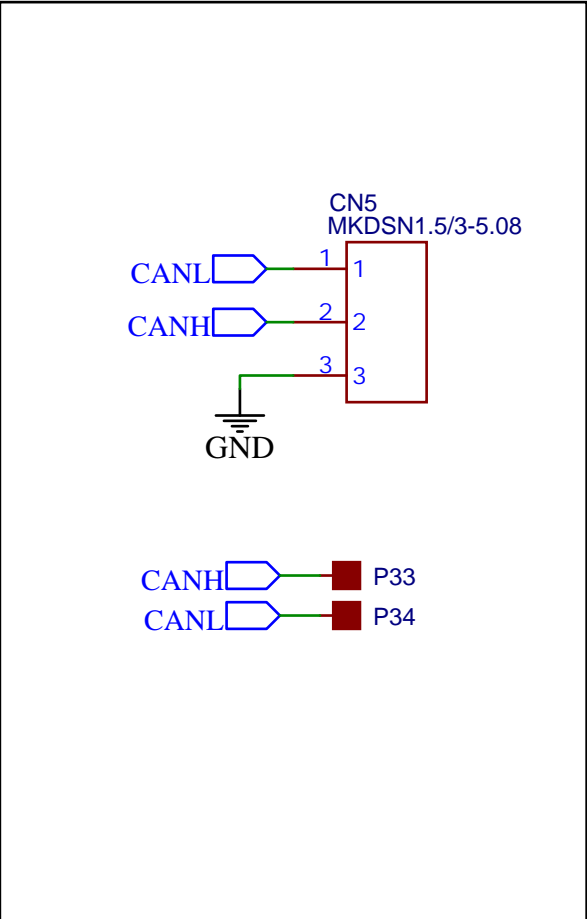 CN5
MKDSN1.5/3-5.08
CANL 1 1
CANH 2 2
3 3
GND
CANH P33
CANL P34